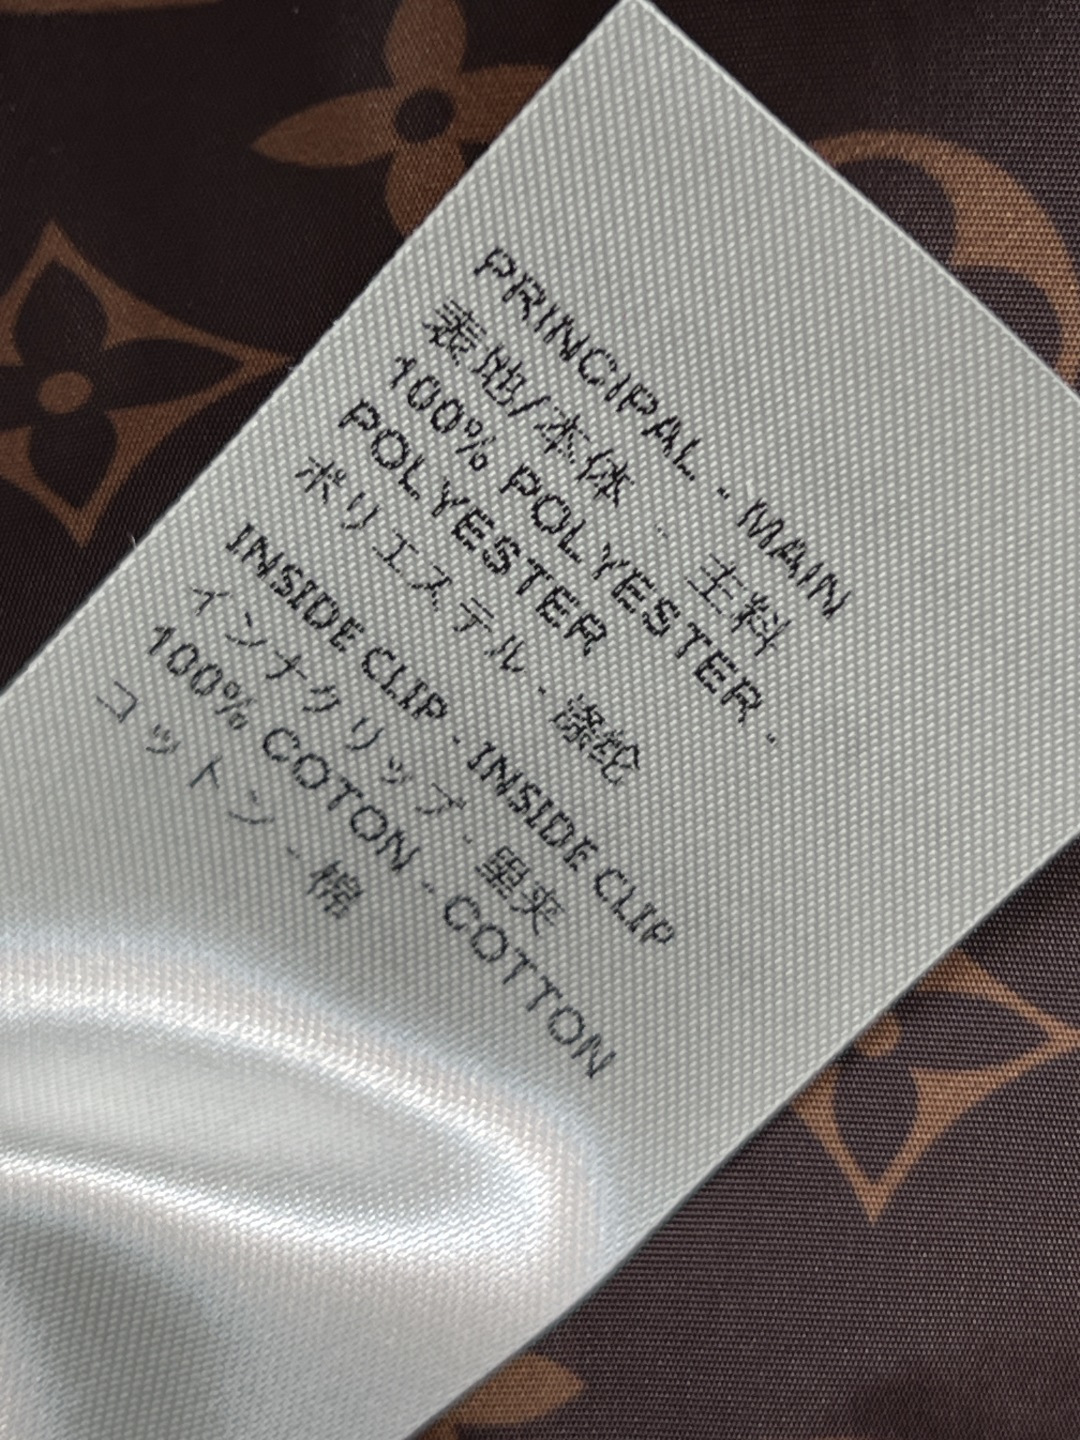 PRINCIPAL - MAIN
表地/本体 - 主料
100% POLYESTER -
POLYESTER
ポリエステル - 涤纶
INSIDE CLIP - INSIDE CLIP
インナクリップ - 里夹
100% COTON - COTTON
コットン - 棉